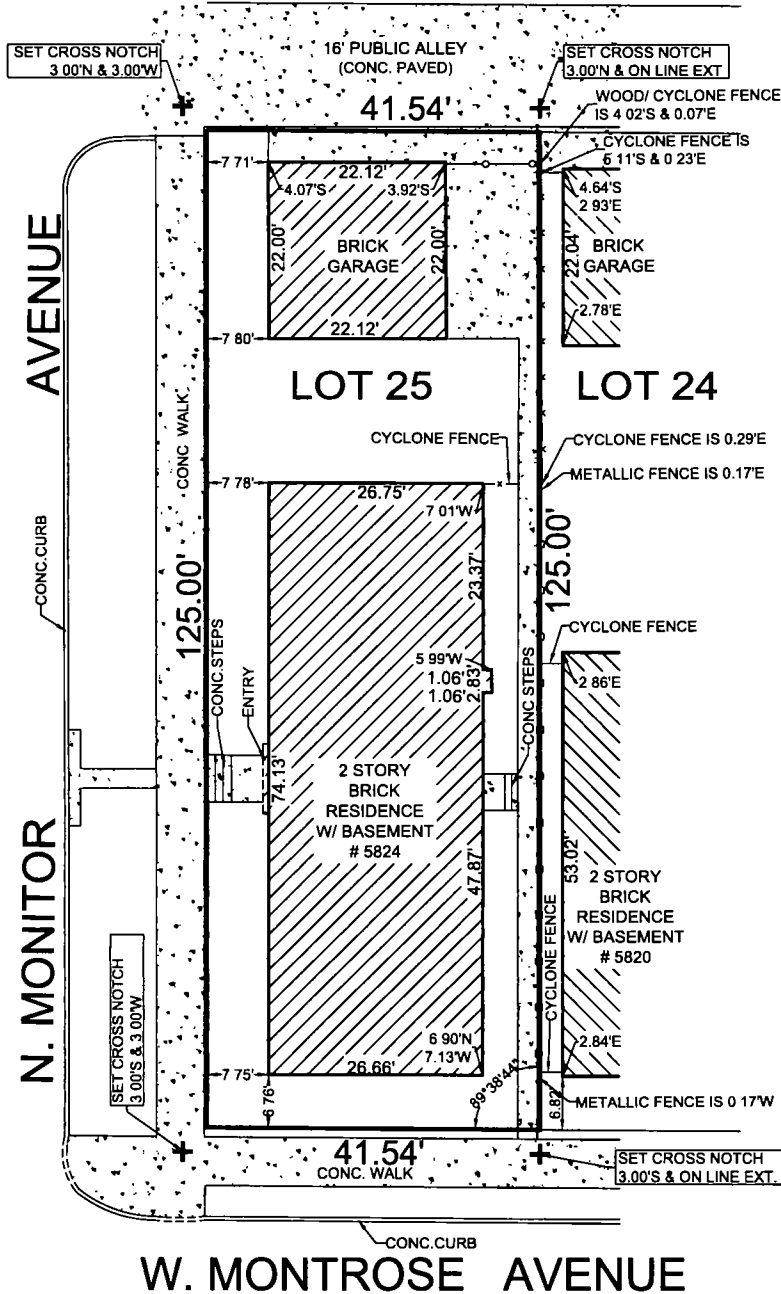 16' PUBLIC ALLEY
(CONC. PAVED)
SET CROSS NOTCH
3 00'N & 3.00'W
SET CROSS NOTCH
3.00'N & ON LINE EXT
41.54'
WOOD/ CYCLONE FENCE
IS 4 02'S & 0.07'E
CYCLONE FENCE IS
6 11'S & 0 23'E
7 71'
22.12'
4.07'S
3.92'S
4.64'S
2 93'E
22.00'
BRICK
GARAGE
22.00'
22.04'
BRICK
GARAGE
2.78'E
7 80'
22.12'
N. MONITOR AVENUE
CONC WALK
LOT 25
LOT 24
CYCLONE FENCE
CYCLONE FENCE IS 0.29'E
METALLIC FENCE IS 0.17'E
7 78'
26.75'
7 01'W
23.37'
125.00'
125.00'
CONC.CURB
CYCLONE FENCE
5 99'W
1.06'
1.06'
2.83'
2 86'E
CONC.STEPS
ENTRY
CONC STEPS
74.13'
2 STORY
BRICK
RESIDENCE
W/ BASEMENT
# 5824
47.87'
53.02'
2 STORY
BRICK
RESIDENCE
W/ BASEMENT
# 5820
CYCLONE FENCE
SET CROSS NOTCH
3 00'S & 3 00'W
6 90'N
7.13'W
7 75'
26.66'
2.84'E
6 76'
89°38'44"
6.82'
METALLIC FENCE IS 0 17'W
41.54'
CONC. WALK
SET CROSS NOTCH
3.00'S & ON LINE EXT.
CONC.CURB
W. MONTROSE AVENUE